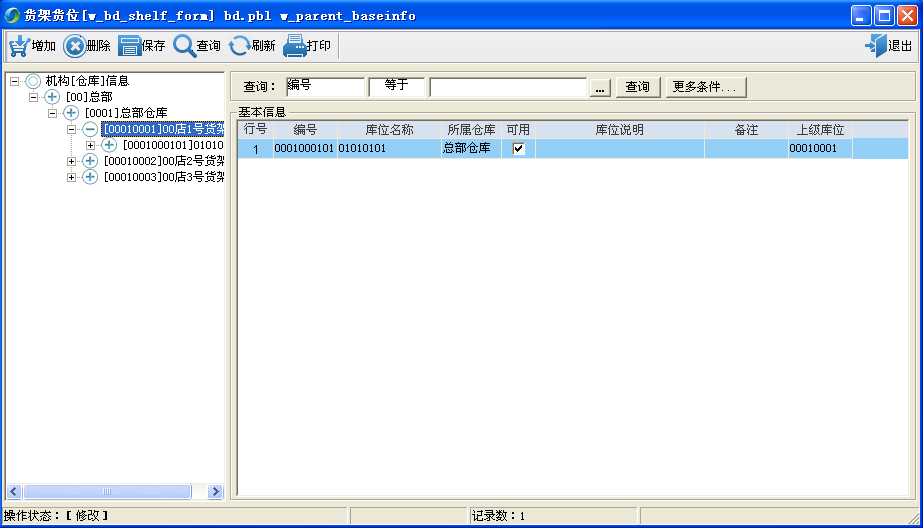 货架货位[w_bd_shelf_form] bd.pbl w_parent_baseinfo
增加 删除 保存 查询 刷新 打印 退出
机构[仓库]信息
[00]总部
[0001]总部仓库
[00010001]00店1号货架
[0001000101]01010
[00010002]00店2号货架
[00010003]00店3号货架
查询： 编号 等于 ... 查询 更多条件...
基本信息
行号 编号 库位名称 所属仓库 可用 库位说明 备注 上级库位
1 0001000101 01010101 总部仓库 00010001
操作状态：[ 修改 ] 记录数：1